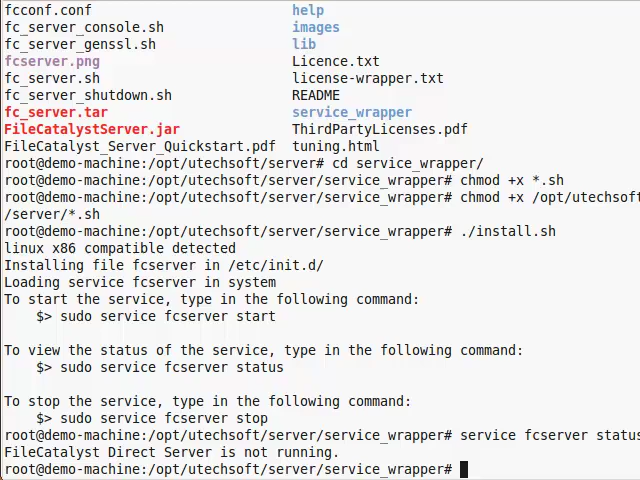 fcconf.conf help
fc_server_console.sh images
fc_server_genssl.sh lib
fcserver.png Licence.txt
fc_server.sh license-wrapper.txt
fc_server_shutdown.sh README
fc_server.tar service_wrapper
FileCatalystServer.jar ThirdPartyLicenses.pdf
FileCatalyst_Server_Quickstart.pdf tuning.html
root@demo-machine:/opt/utechsoft/server# cd service_wrapper/
root@demo-machine:/opt/utechsoft/server/service_wrapper# chmod +x *.sh
root@demo-machine:/opt/utechsoft/server/service_wrapper# chmod +x /opt/utechsoft
/server/*.sh
root@demo-machine:/opt/utechsoft/server/service_wrapper# ./install.sh
linux x86 compatible detected
Installing file fcserver in /etc/init.d/
Loading service fcserver in system
To start the service, type in the following command:
$> sudo service fcserver start
To view the status of the service, type in the following command:
$> sudo service fcserver status
To stop the service, type in the following command:
$> sudo service fcserver stop
root@demo-machine:/opt/utechsoft/server/service_wrapper# service fcserver status
FileCatalyst Direct Server is not running.
root@demo-machine:/opt/utechsoft/server/service_wrapper#